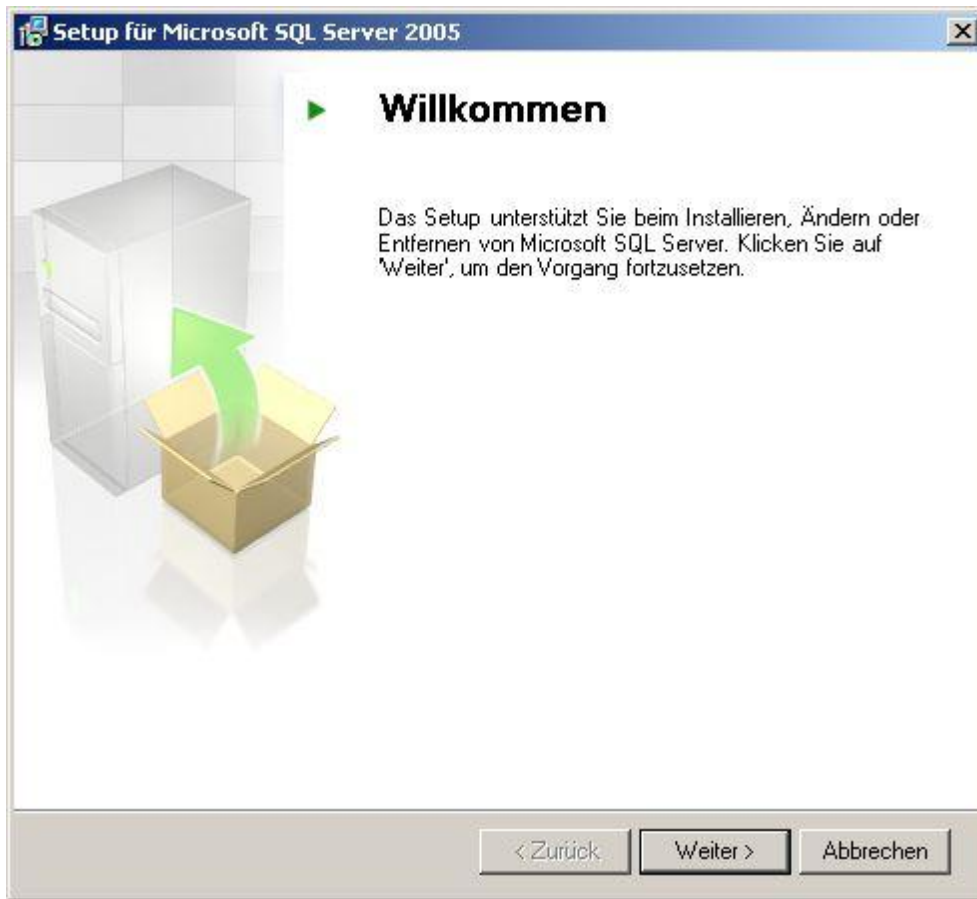 Setup für Microsoft SQL Server 2005
Willkommen
Das Setup unterstützt Sie beim Installieren, Ändern oder
Entfernen von Microsoft SQL Server. Klicken Sie auf
'Weiter', um den Vorgang fortzusetzen.
< Zurück
Weiter >
Abbrechen